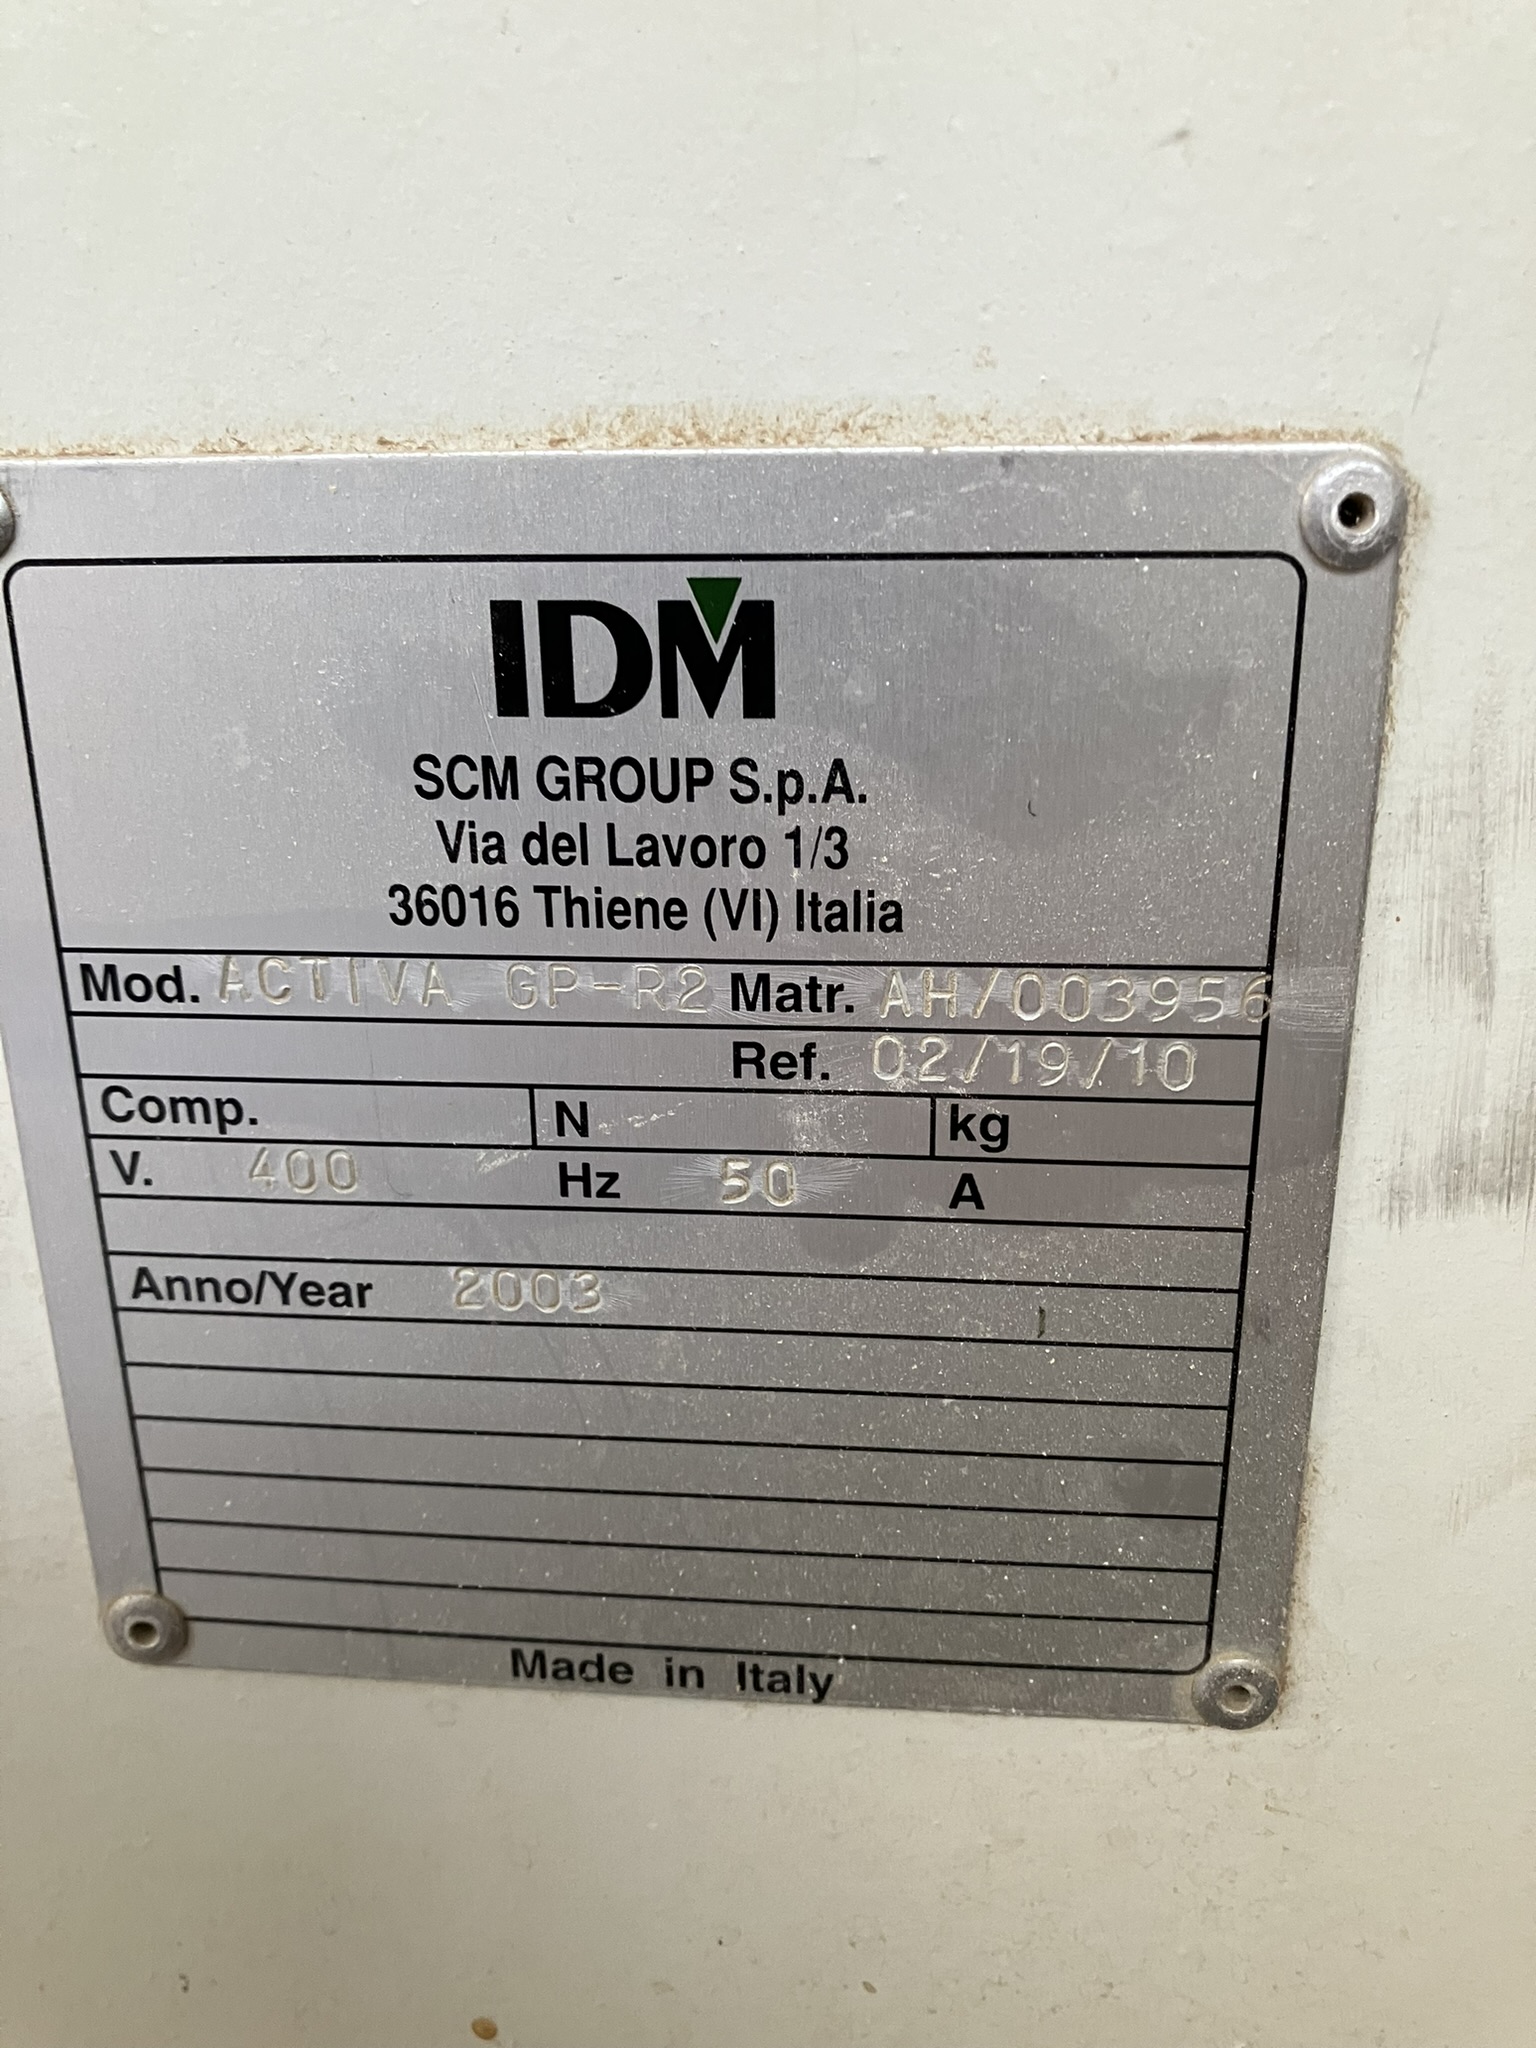 IDM
SCM GROUP S.p.A.
Via del Lavoro 1/3
36016 Thiene (VI) Italia
Mod. ACTIVA GP-R2 Matr. AH/003956
Ref. 02/19/10
Comp. N kg
V. 400 Hz 50 A
Anno/Year 2003
Made in Italy